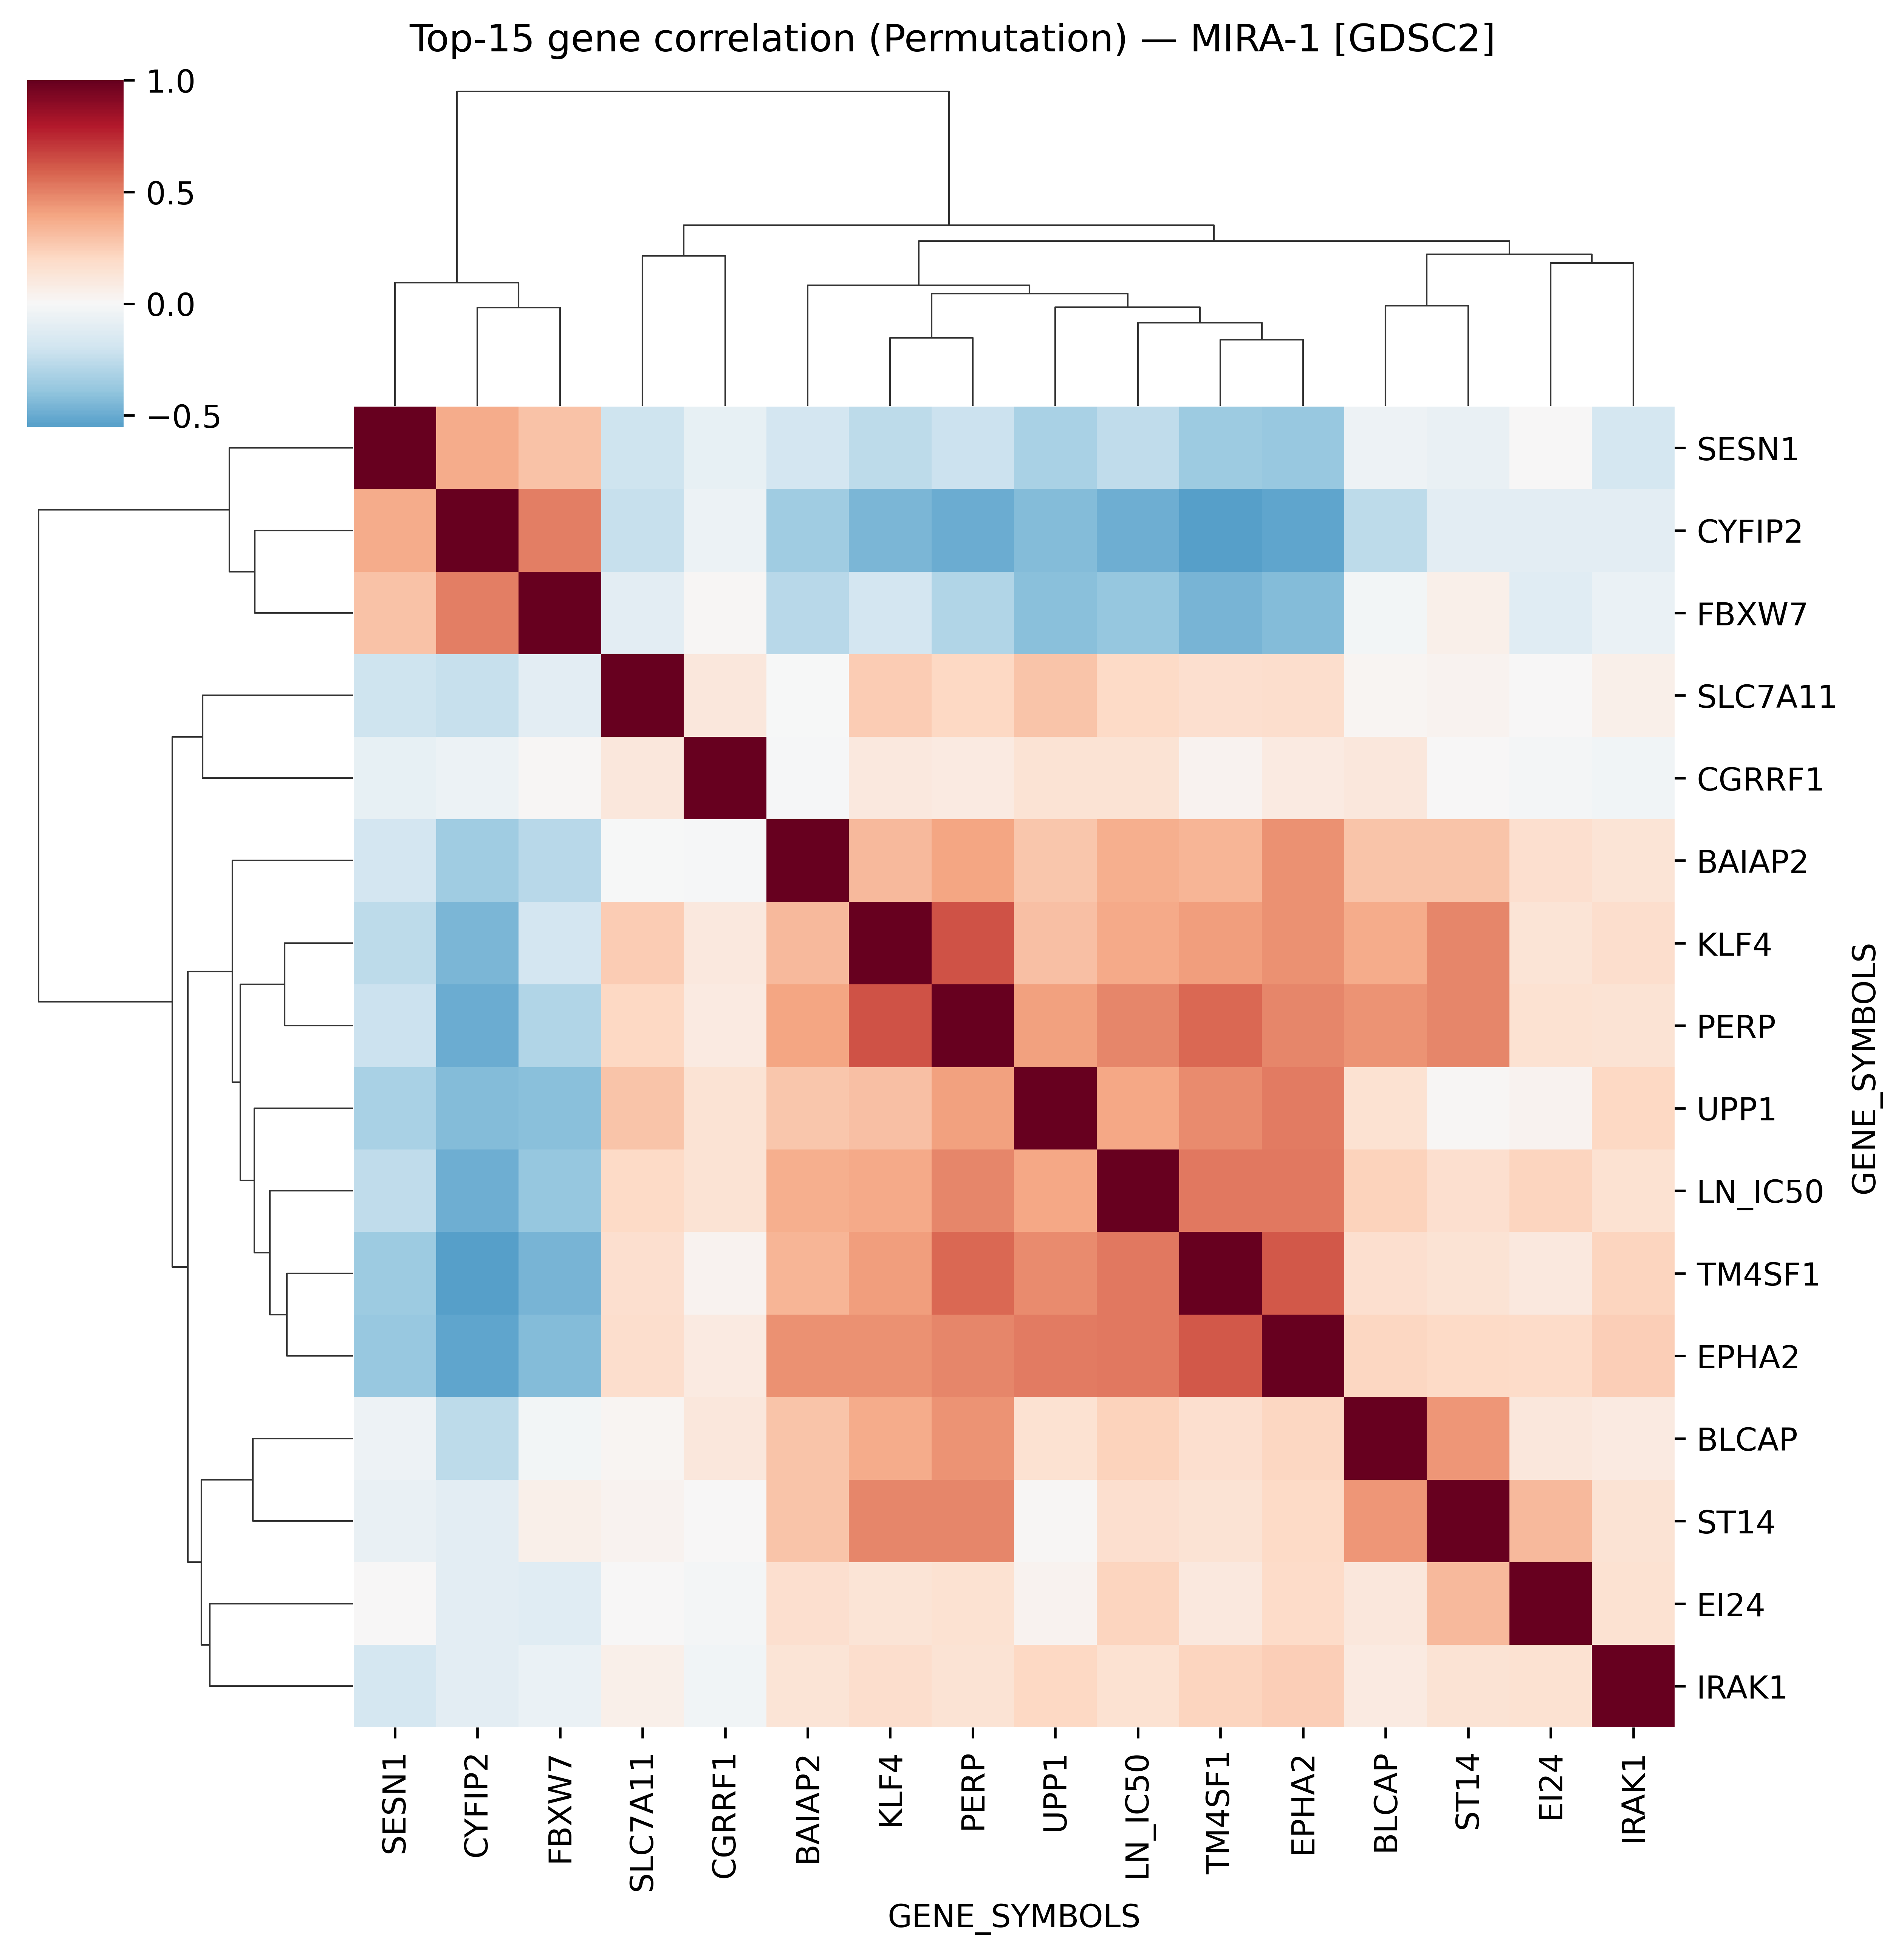 Top-15 gene correlation (Permutation) — MIRA-1 [GDSC2]
1.0
0.5
0.0
−0.5
SESN1
CYFIP2
FBXW7
SLC7A11
CGRRF1
BAIAP2
KLF4
PERP
UPP1
LN_IC50
TM4SF1
EPHA2
BLCAP
ST14
EI24
IRAK1
GENE_SYMBOLS
SESN1
CYFIP2
FBXW7
SLC7A11
CGRRF1
BAIAP2
KLF4
PERP
UPP1
LN_IC50
TM4SF1
EPHA2
BLCAP
ST14
EI24
IRAK1
GENE_SYMBOLS